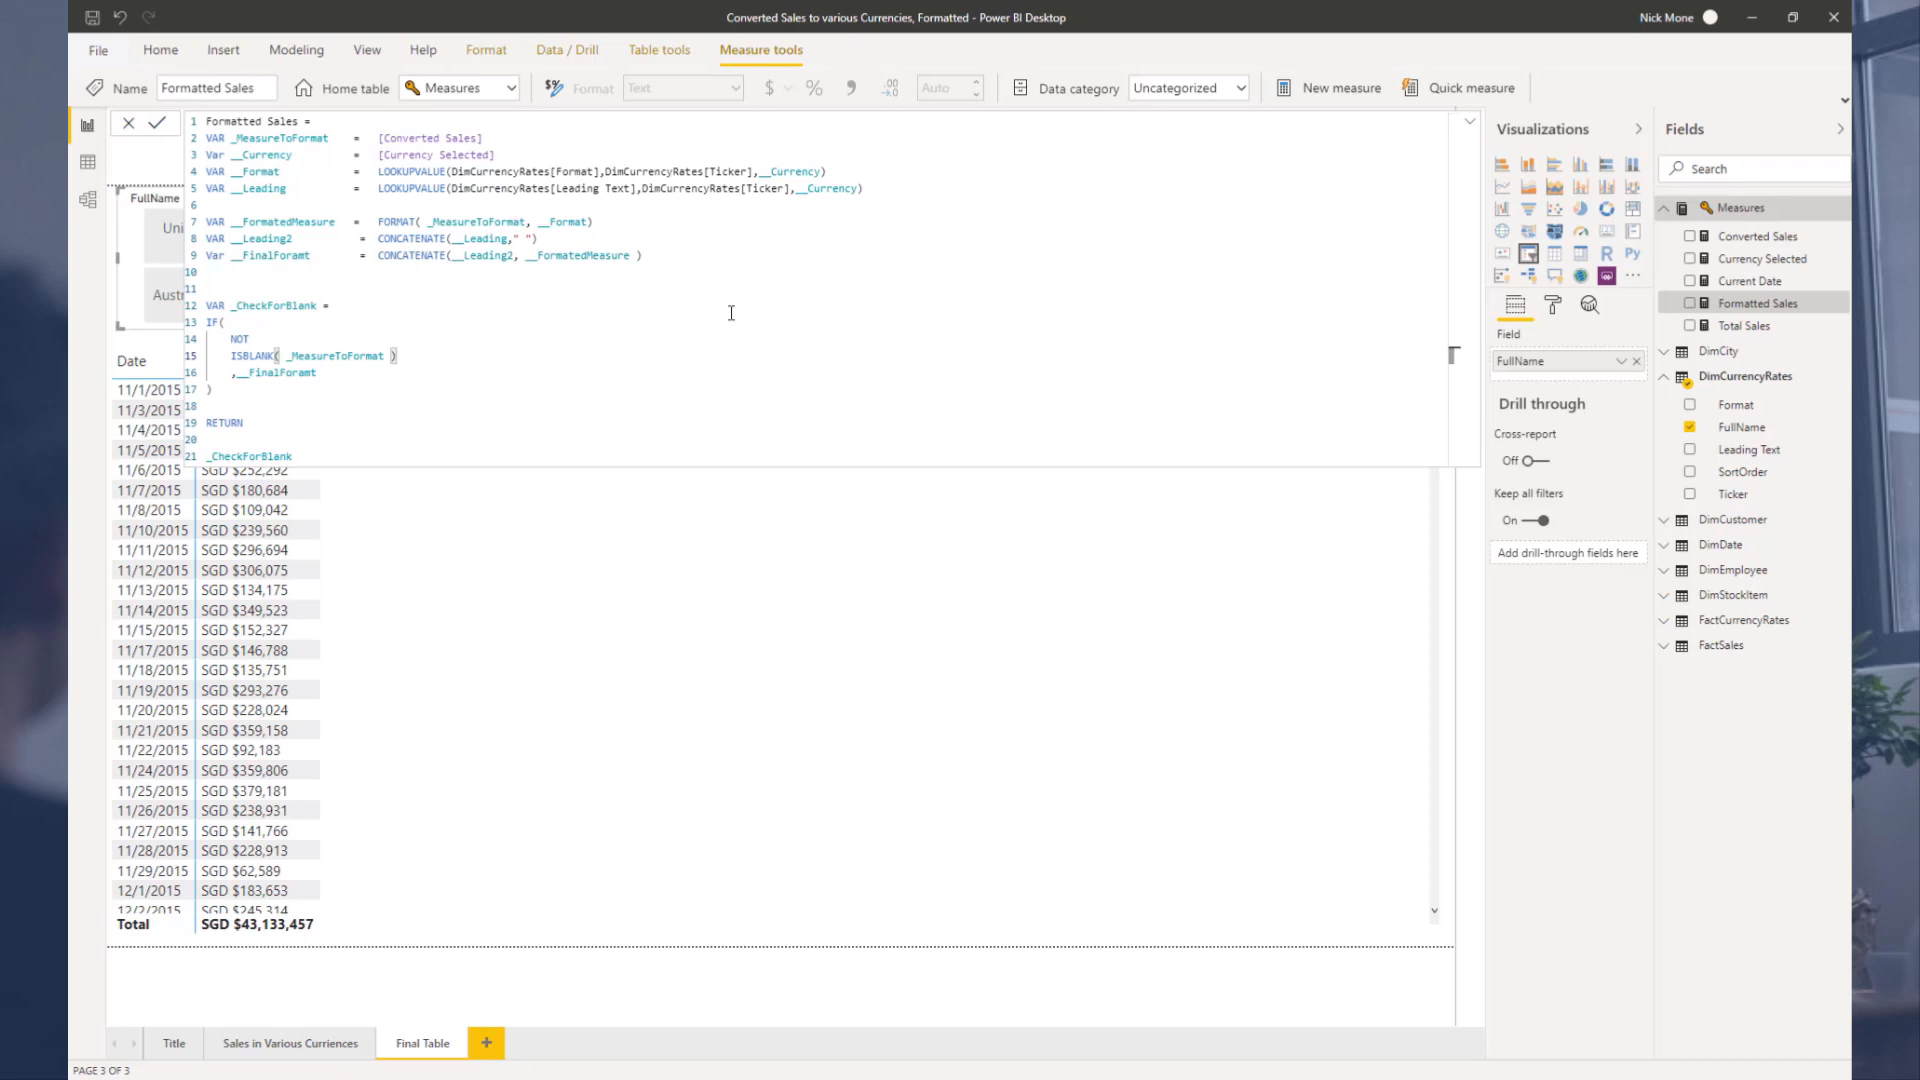 Converted Sales to various Currencies, Formatted - Power BI Desktop
Nick Mone
File Home Insert Modeling View Help Format Data / Drill Table tools Measure tools
Name Formatted Sales Home table Measures Format Text $ % Auto Data category Uncategorized New measure Quick measure
1 Formatted Sales =
2 VAR _MeasureToFormat = [Converted Sales]
3 Var __Currency = [Currency Selected]
4 VAR __Format = LOOKUPVALUE(DimCurrencyRates[Format],DimCurrencyRates[Ticker],__Currency)
5 VAR __Leading = LOOKUPVALUE(DimCurrencyRates[Leading Text],DimCurrencyRates[Ticker],__Currency)
6
7 VAR __FormatedMeasure = FORMAT( _MeasureToFormat, __Format)
8 VAR __Leading2 = CONCATENATE(__Leading," ")
9 Var __FinalForamt = CONCATENATE(__Leading2, __FormatedMeasure )
10
11
12 VAR _CheckForBlank =
13 IF(
14 NOT
15 ISBLANK( _MeasureToFormat )
16 ,__FinalForamt
17 )
18
19 RETURN
20
21 _CheckForBlank
FullName
Uni
Austr
Date
11/1/2015
11/3/2015
11/4/2015
11/5/2015
11/6/2015 SGD $252,292
11/7/2015 SGD $180,684
11/8/2015 SGD $109,042
11/10/2015 SGD $239,560
11/11/2015 SGD $296,694
11/12/2015 SGD $306,075
11/13/2015 SGD $134,175
11/14/2015 SGD $349,523
11/15/2015 SGD $152,327
11/17/2015 SGD $146,788
11/18/2015 SGD $135,751
11/19/2015 SGD $293,276
11/20/2015 SGD $228,024
11/21/2015 SGD $359,158
11/22/2015 SGD $92,183
11/24/2015 SGD $359,806
11/25/2015 SGD $379,181
11/26/2015 SGD $238,931
11/27/2015 SGD $141,766
11/28/2015 SGD $228,913
11/29/2015 SGD $62,589
12/1/2015 SGD $183,653
12/2/2015 SGD $245,314
Total SGD $43,133,457
Visualizations
R Py
Field
FullName
Drill through
Cross-report
Off
Keep all filters
On
Add drill-through fields here
Fields
Search
Measures
Converted Sales
Currency Selected
Current Date
Formatted Sales
Total Sales
DimCity
DimCurrencyRates
Format
FullName
Leading Text
SortOrder
Ticker
DimCustomer
DimDate
DimEmployee
DimStockItem
FactCurrencyRates
FactSales
Title Sales in Various Curriences Final Table +
PAGE 3 OF 3